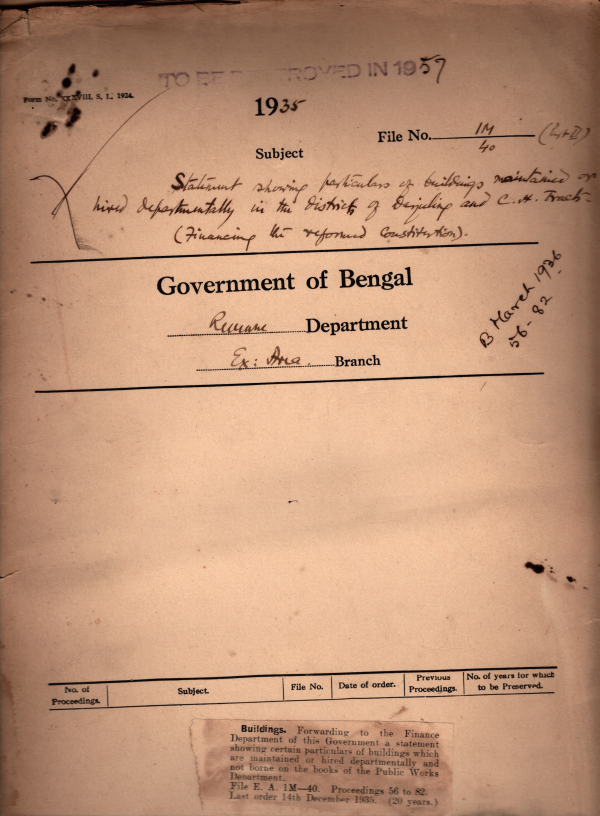 TO BE DESTROYED IN 1957
Form No. XXXVIII, S. L. 1924.
1935
File No. 1M/40 (Part II)
Subject
Statement showing particulars of buildings maintained or
hired departmentally in the Districts of Darjeeling and C. H. Tracts.
(Financing the reformed Constitution).
Government of Bengal
B March 1936
56 - 82
Revenue Department
Ex: Area Branch
No. of Proceedings. Subject. File No. Date of order. Previous Proceedings. No. of years for which to be Preserved.
Buildings. Forwarding to the Finance
Department of this Government a statement
showing certain particulars of buildings which
are maintained or hired departmentally and
not borne on the books of the Public Works
Department.
File E. A. 1M—40. Proceedings 56 to 82.
Last order 14th December 1935. (20 years.)